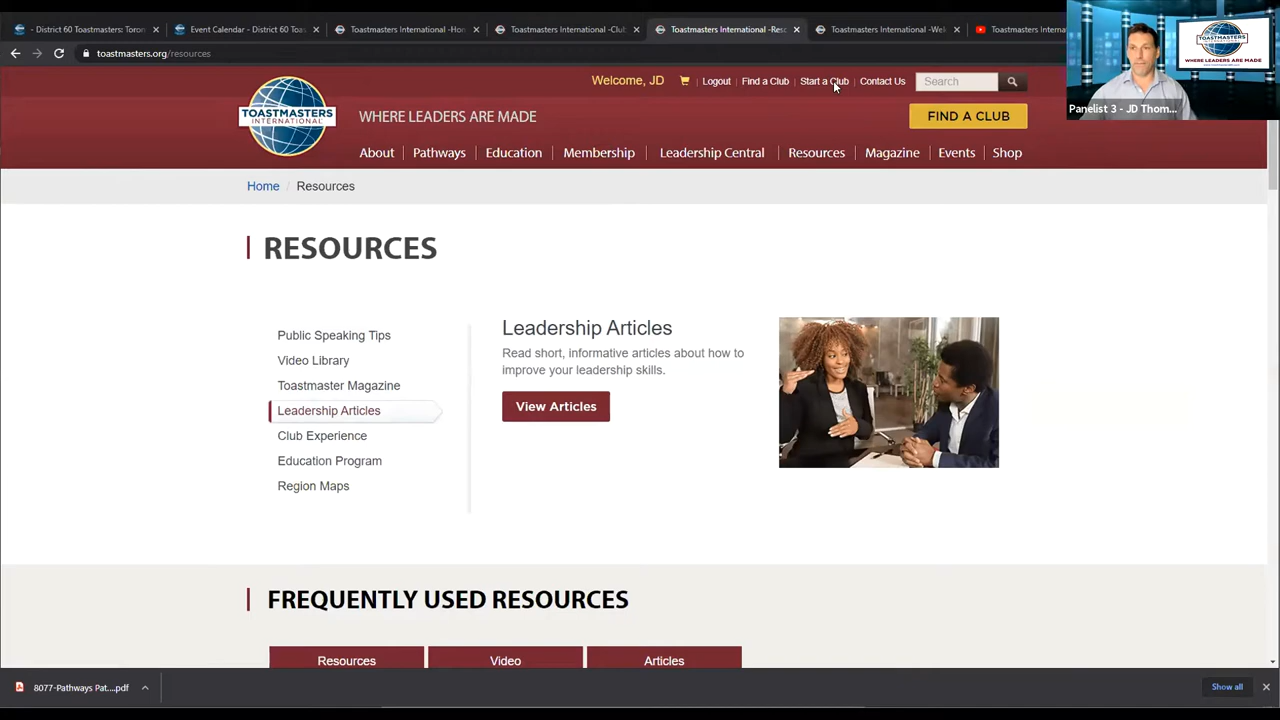 - District 60 Toastmasters: Toron
Event Calendar - District 60 Toas
Toastmasters International -Hom
Toastmasters International -Club
Toastmasters International -Reso
Toastmasters International -Wel
Toastmasters Interna
toastmasters.org/resources
Welcome, JD
Logout
Find a Club
Start a Club
Contact Us
Search
TOASTMASTERS
INTERNATIONAL
WHERE LEADERS ARE MADE
FIND A CLUB
About
Pathways
Education
Membership
Leadership Central
Resources
Magazine
Events
Shop
TOASTMASTERS
INTERNATIONAL
WHERE LEADERS ARE MADE
Panelist 3 - JD Thom...
Home / Resources
RESOURCES
Public Speaking Tips
Video Library
Toastmaster Magazine
Leadership Articles
Club Experience
Education Program
Region Maps
Leadership Articles
Read short, informative articles about how to
improve your leadership skills.
View Articles
FREQUENTLY USED RESOURCES
Resources
Video
Articles
8077-Pathways Pat....pdf
Show all